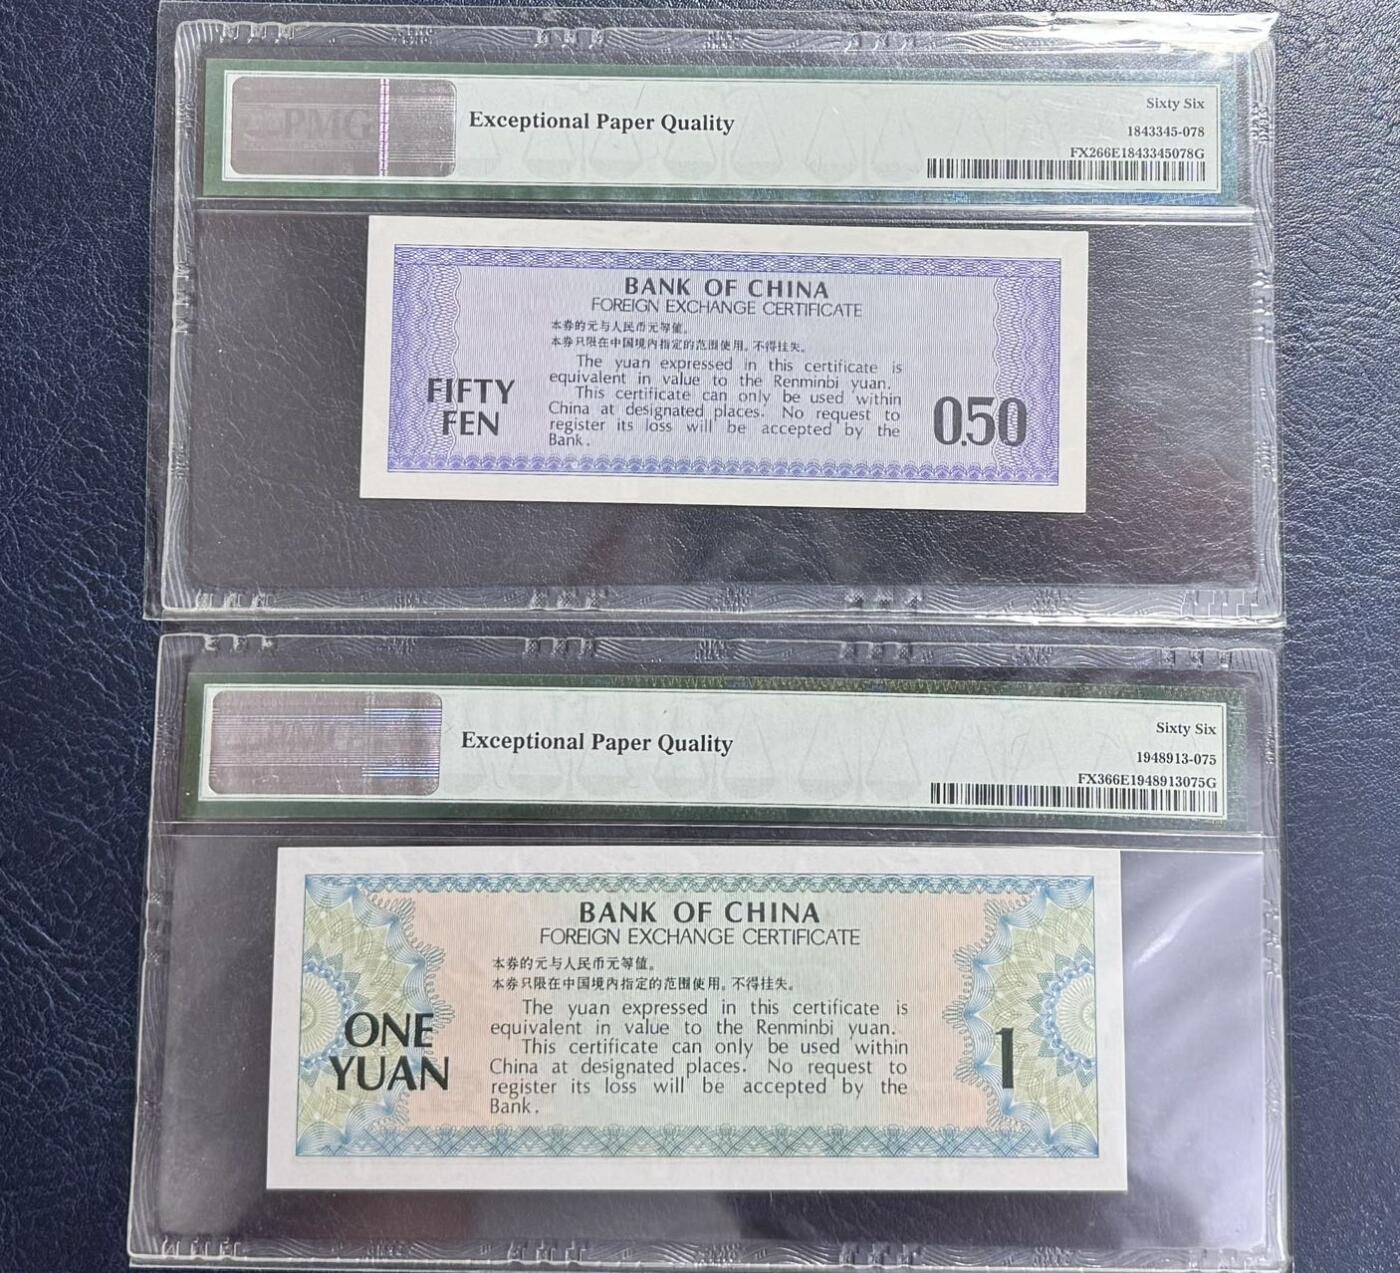 PMG
Exceptional Paper Quality
Sixty Six
1843345-078
FX266E1843345078G
BANK OF CHINA
FOREIGN EXCHANGE CERTIFICATE
本券的元与人民币元等值。
本券只限在中国境内指定的范围使用。不得挂失。
The yuan expressed in this certificate is
equivalent in value to the Renminbi yuan.
This certificate can only be used within
China at designated places. No request to
register its loss will be accepted by the
Bank.
FIFTY
FEN
0.50
PMG
Exceptional Paper Quality
Sixty Six
1948913-075
FX366E1948913075G
BANK OF CHINA
FOREIGN EXCHANGE CERTIFICATE
本券的元与人民币元等值。
本券只限在中国境内指定的范围使用。不得挂失。
The yuan expressed in this certificate is
equivalent in value to the Renminbi yuan.
This certificate can only be used within
China at designated places. No request to
register its loss will be accepted by the
Bank.
ONE
YUAN
1